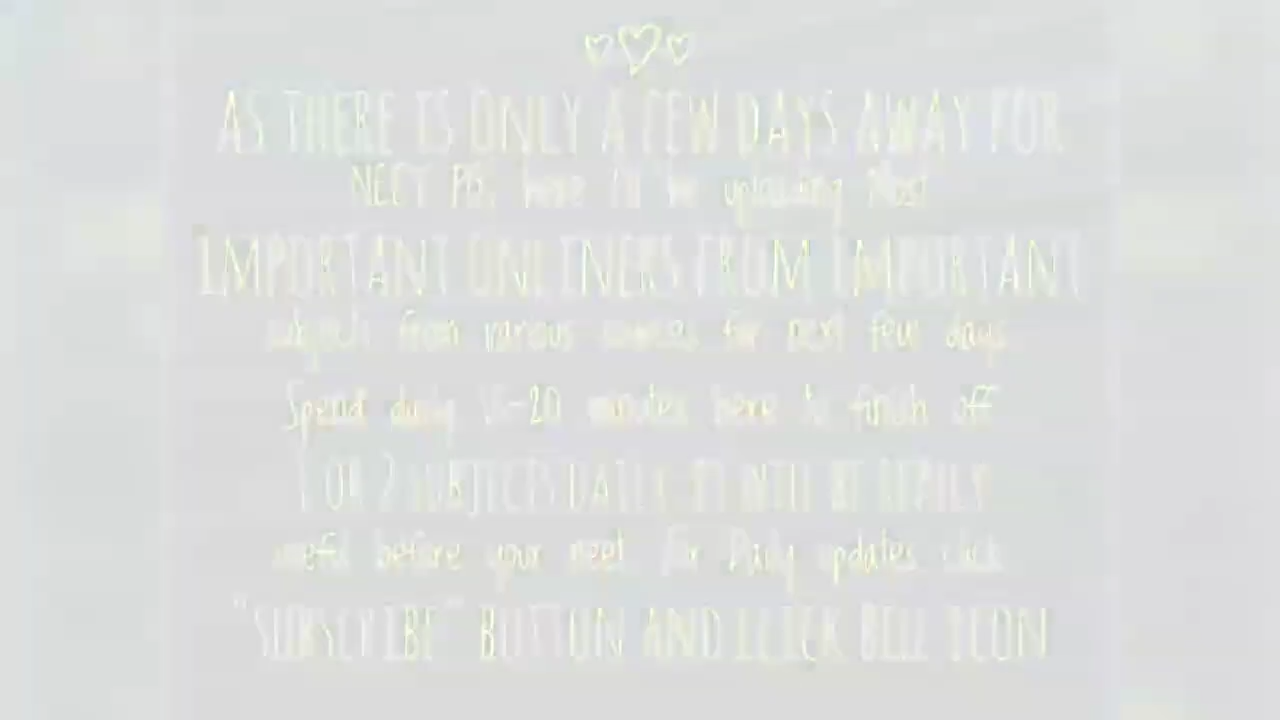 AS THERE IS ONLY A FEW DAYS AWAY FOR
NEET PG, here I'll be uploading Most
IMPORTANT ONLINERS FROM IMPORTANT
subjects from various sources for next few days
Spend daily 15-20 minutes here to finish off
1 OR 2 SUBJECTS DAILY. IT WILL BE REALLY
useful before your neet. For Daily updates click
"SUBSCRIBE" BUTTON AND CLICK BELL ICON